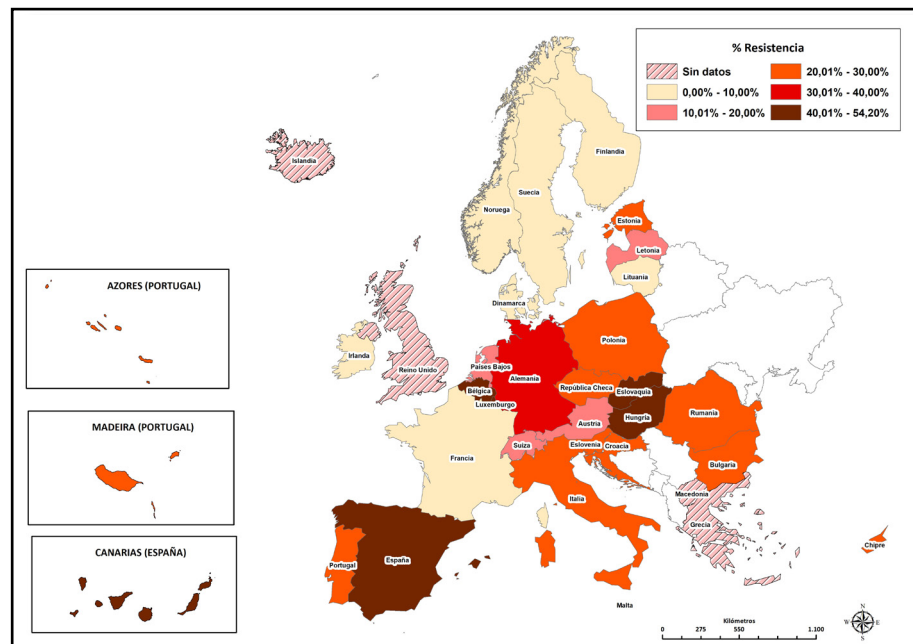 % Resistencia
Sin datos
0,00% - 10,00%
10,01% - 20,00%
20,01% - 30,00%
30,01% - 40,00%
40,01% - 54,20%
Islandia
Finlandia
Suecia
Noruega
Estonia
Letonia
Lituania
Dinamarca
AZORES (PORTUGAL)
Irlanda
Reino Unido
Países Bajos
Polonia
Alemania
Bélgica
República Checa
Eslovaquia
Luxemburgo
Hungría
Rumanía
MADEIRA (PORTUGAL)
Austria
Suiza
Eslovenia
Croacia
Francia
Bulgaria
Macedonia
Italia
Grecia
CANARIAS (ESPAÑA)
España
Portugal
Chipre
Malta
Kilómetros
0 275 550 1.100
N
W E
S